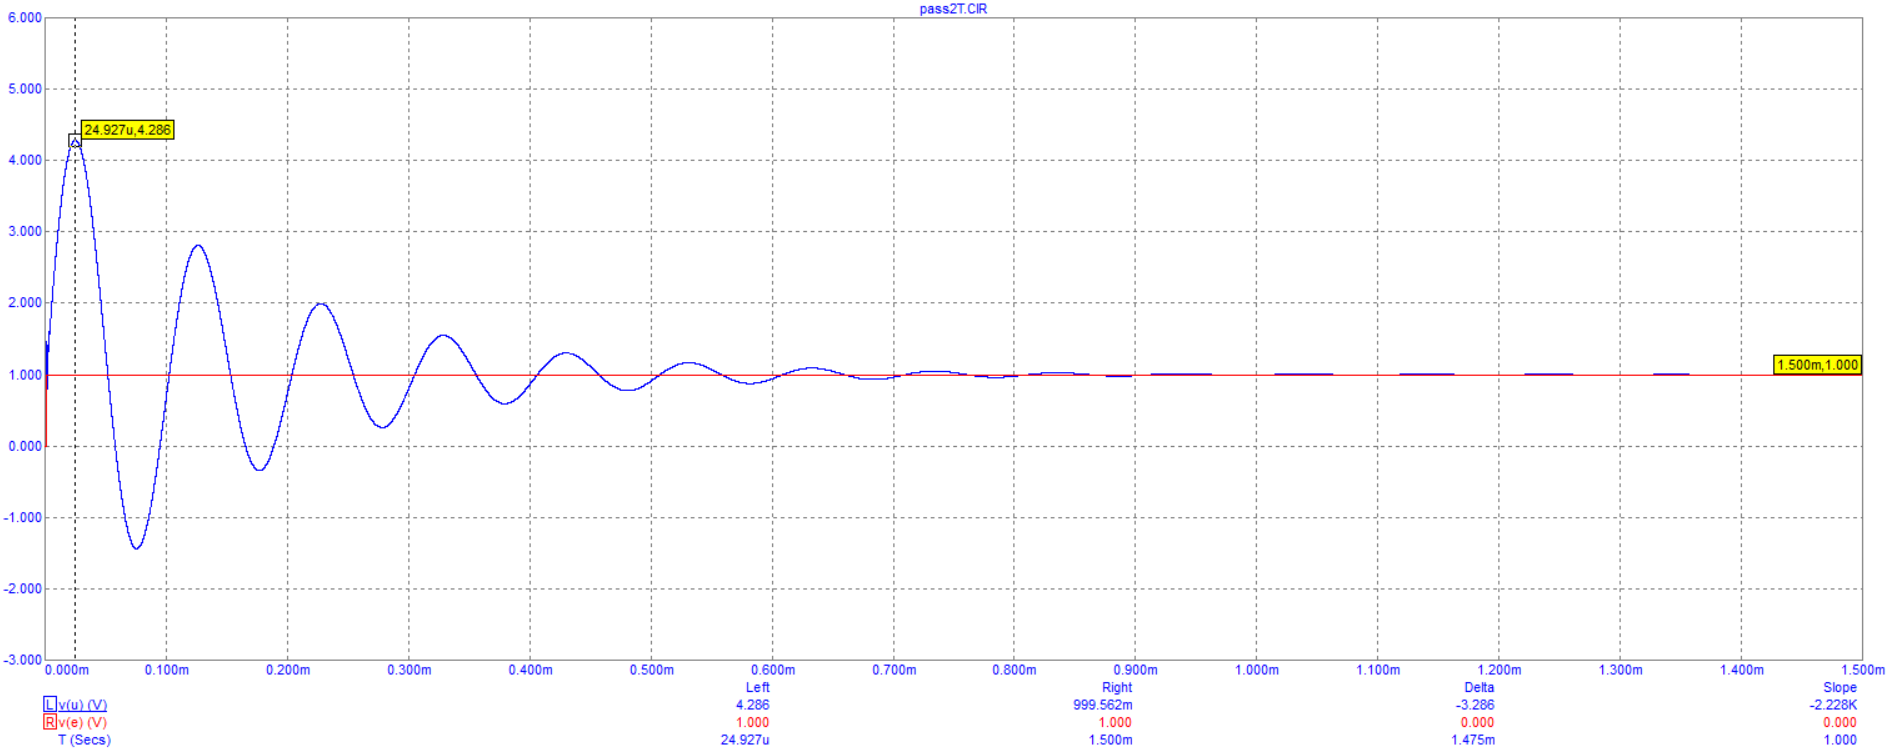 pass2T.CIR
6.000
5.000
24.927u,4.286
4.000
3.000
2.000
1.000
1.500m,1.000
0.000
-1.000
-2.000
-3.000
0.000m 0.100m 0.200m 0.300m 0.400m 0.500m 0.600m 0.700m 0.800m 0.900m 1.000m 1.100m 1.200m 1.300m 1.400m 1.500m
Left Right Delta Slope
L v(u) (V) 4.286 999.562m -3.286 -2.228K
R v(e) (V) 1.000 1.000 0.000 0.000
T (Secs) 24.927u 1.500m 1.475m 1.000